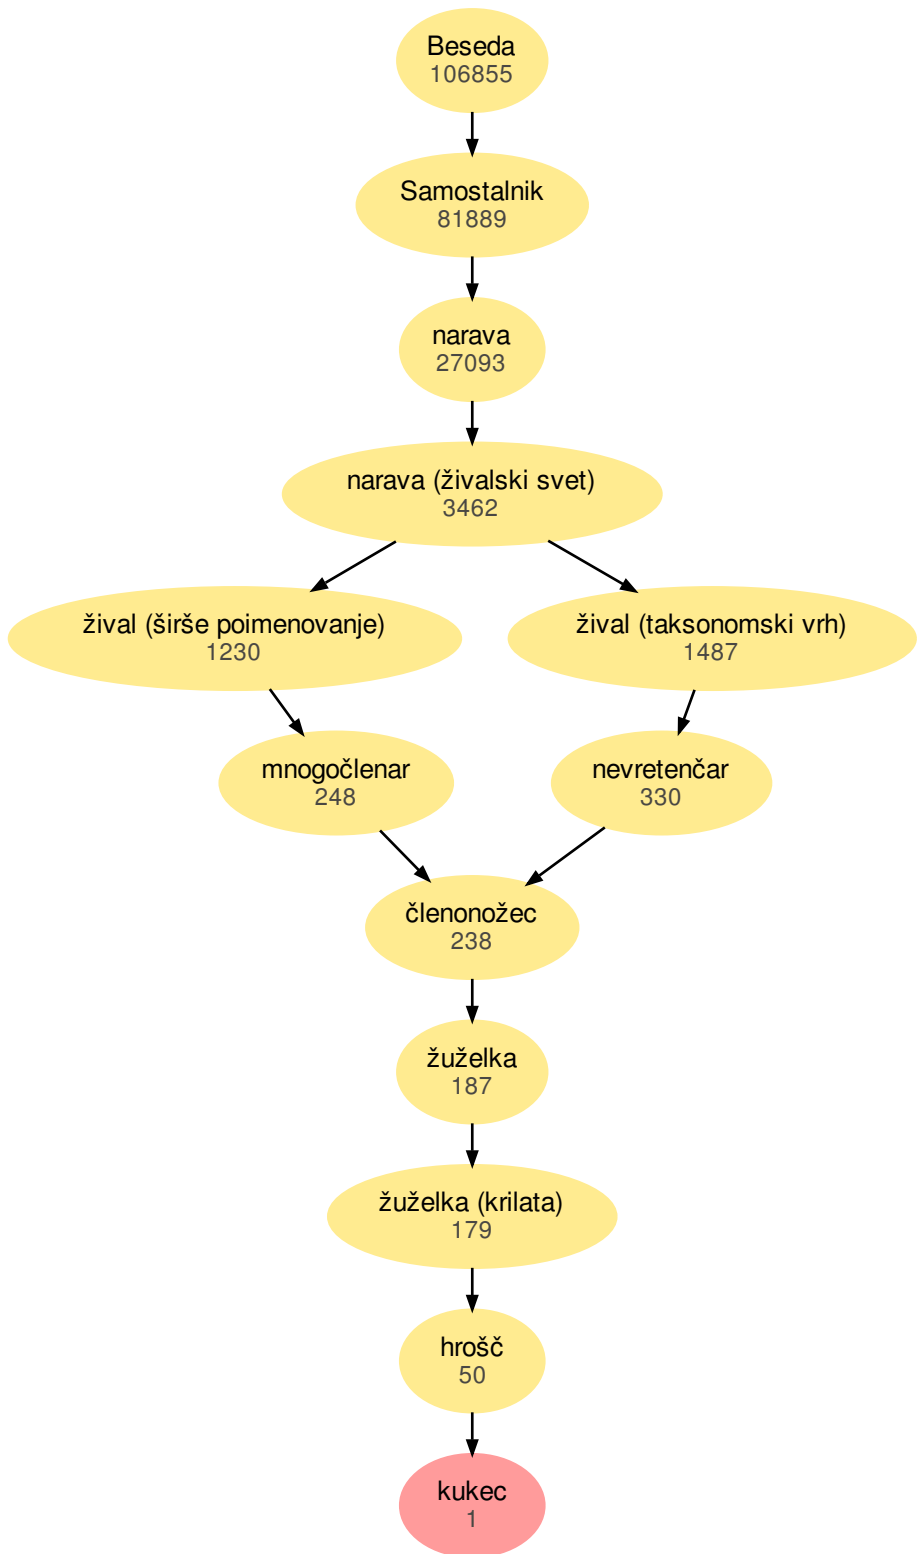 Beseda
106855
Samostalnik
81889
narava
27093
narava (živalski svet)
3462
žival (širše poimenovanje)
1230
žival (taksonomski vrh)
1487
mnogočlenar
248
nevretenčar
330
členonožec
238
žuželka
187
žuželka (krilata)
179
hrošč
50
kukec
1